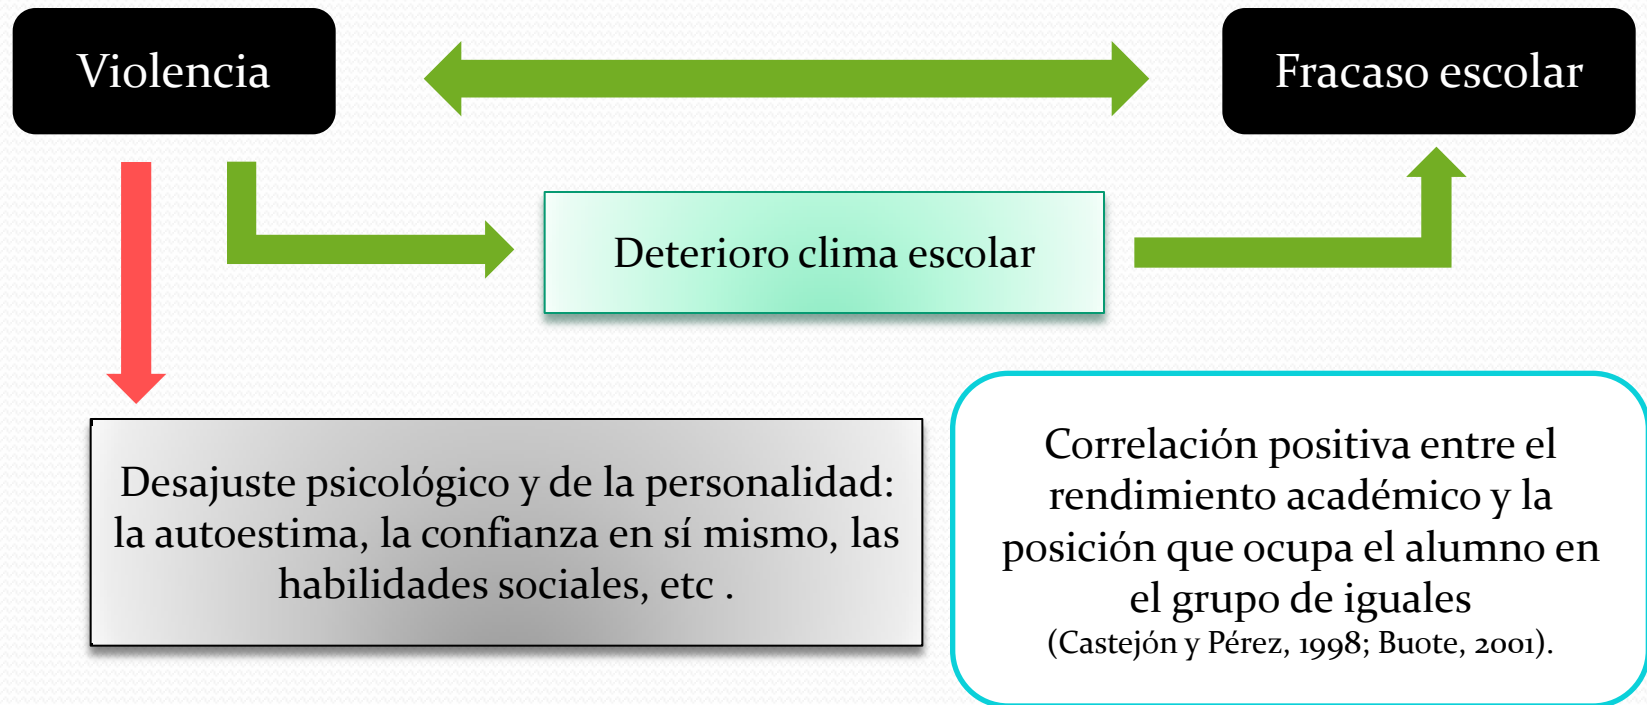 Violencia
Fracaso escolar
Deterioro clima escolar
Desajuste psicológico y de la personalidad:
la autoestima, la confianza en sí mismo, las
habilidades sociales, etc .
Correlación positiva entre el
rendimiento académico y la
posición que ocupa el alumno en
el grupo de iguales
(Castejón y Pérez, 1998; Buote, 2001).